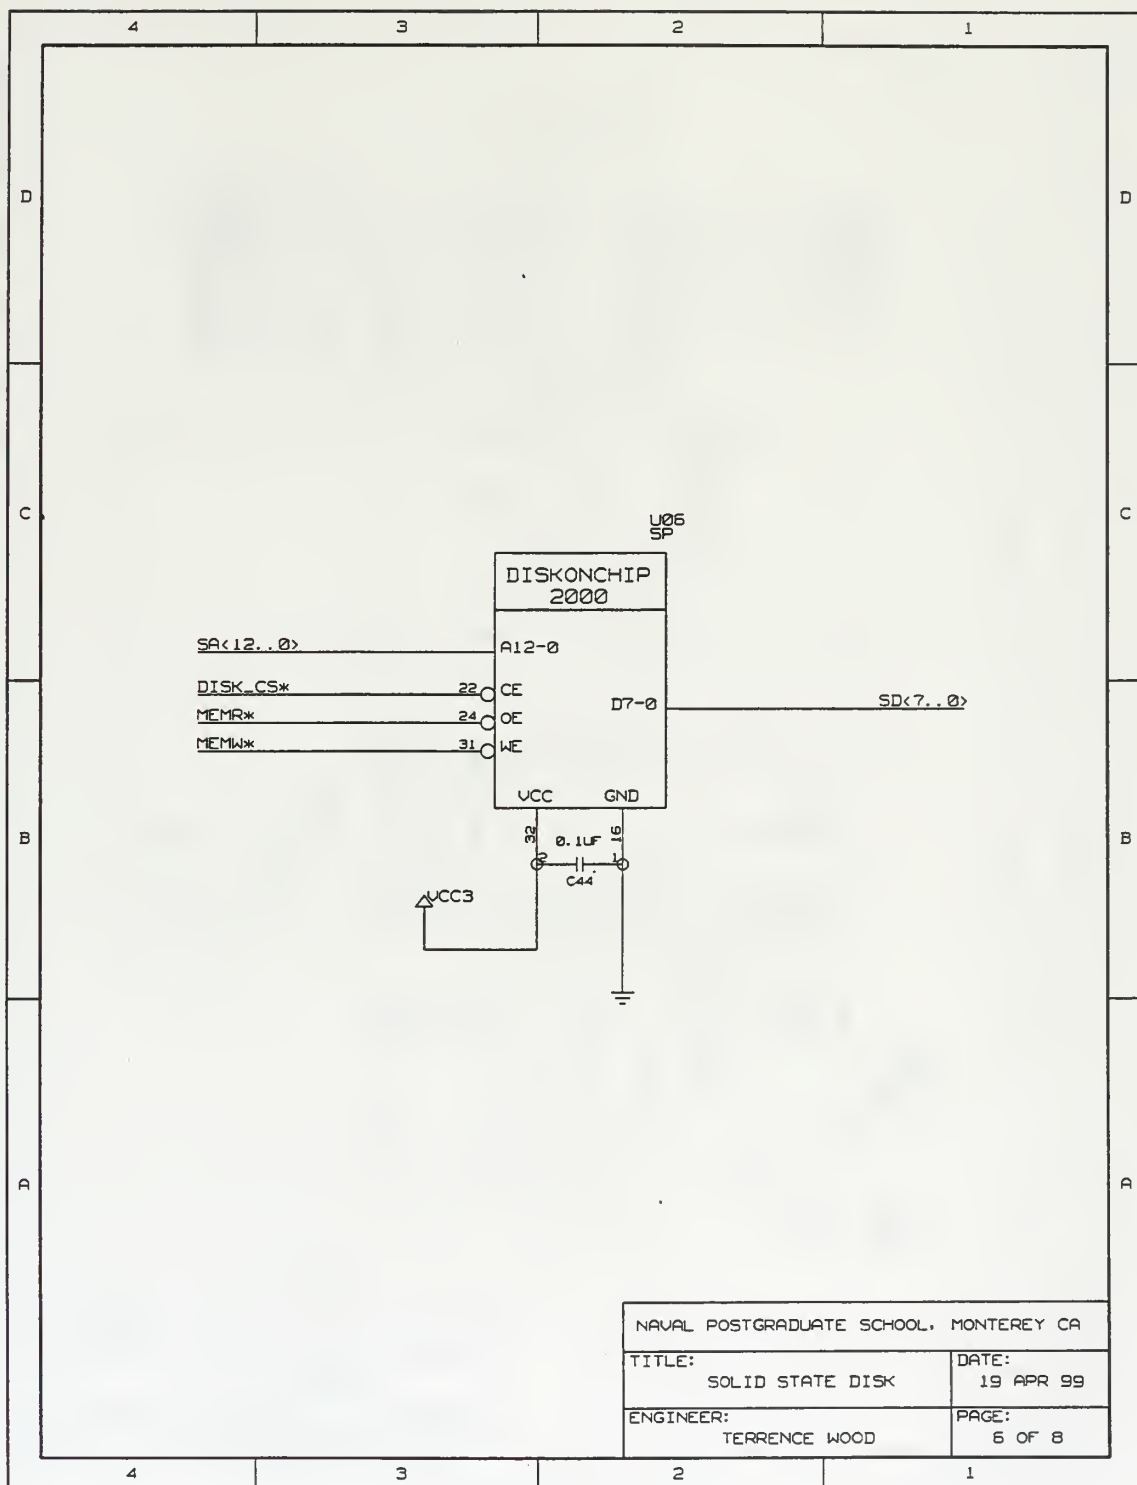 4 3 2 1
D D
C C
U06
SP
DISKONCHIP
2000
SA<12..0> A12-0
DISK_CS* 22 CE
D7-0 SD<7..0>
MEMR* 24 OE
MEMW* 31 WE
VCC GND
32 16
B B
0.1UF
2 1
C44
VCC3
A A
NAVAL POSTGRADUATE SCHOOL, MONTEREY CA
TITLE: DATE:
SOLID STATE DISK 19 APR 99
ENGINEER: PAGE:
TERRENCE WOOD 6 OF 8
4 3 2 1